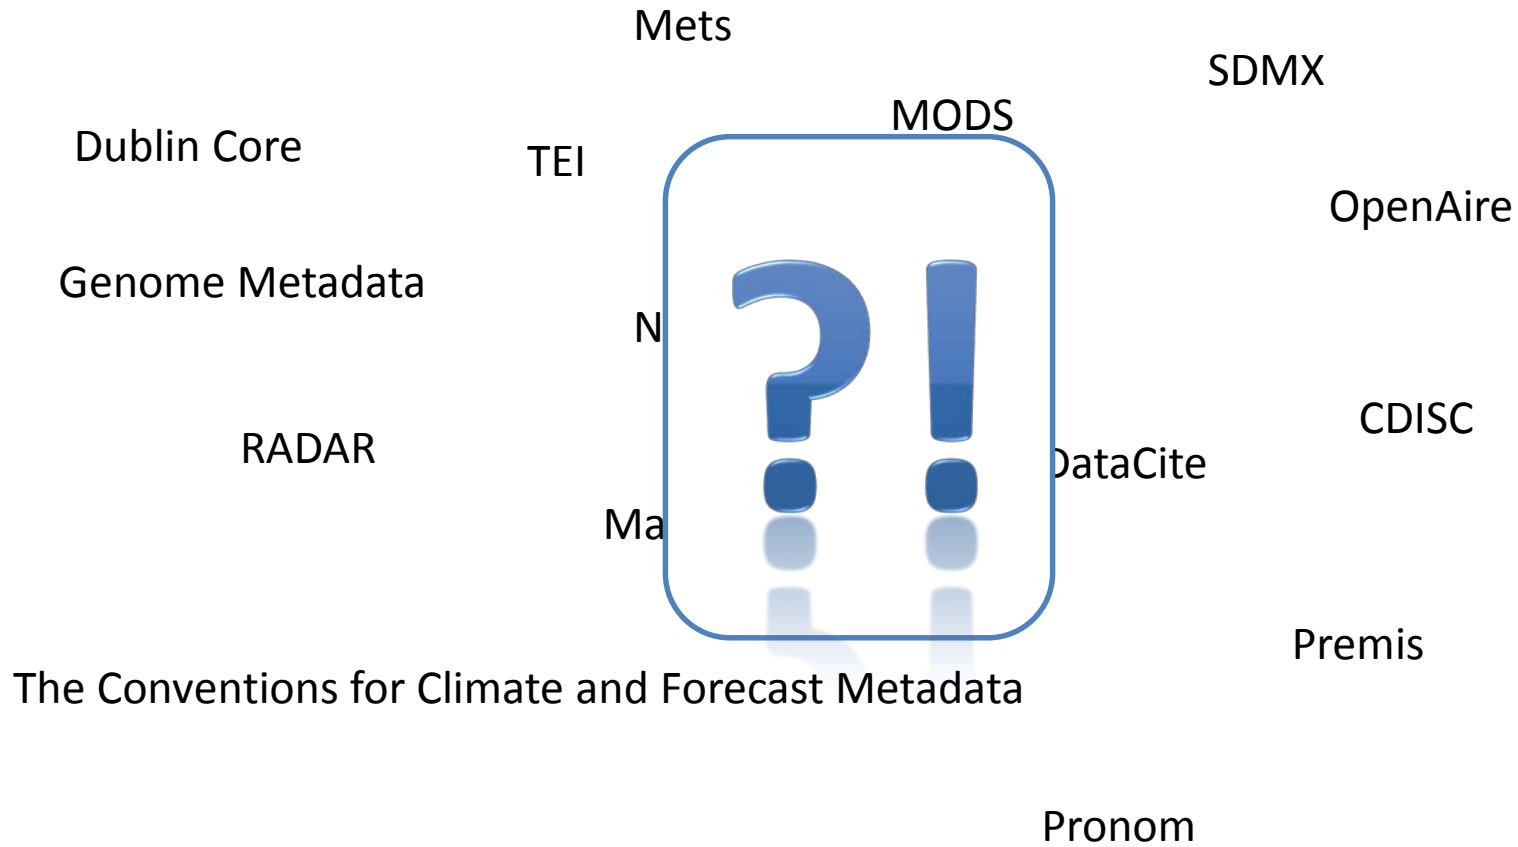 Mets
SDMX
MODS
Dublin Core
TEI
OpenAire
Genome Metadata
N
?!
CDISC
RADAR
DataCite
Ma
Premis
The Conventions for Climate and Forecast Metadata
Pronom